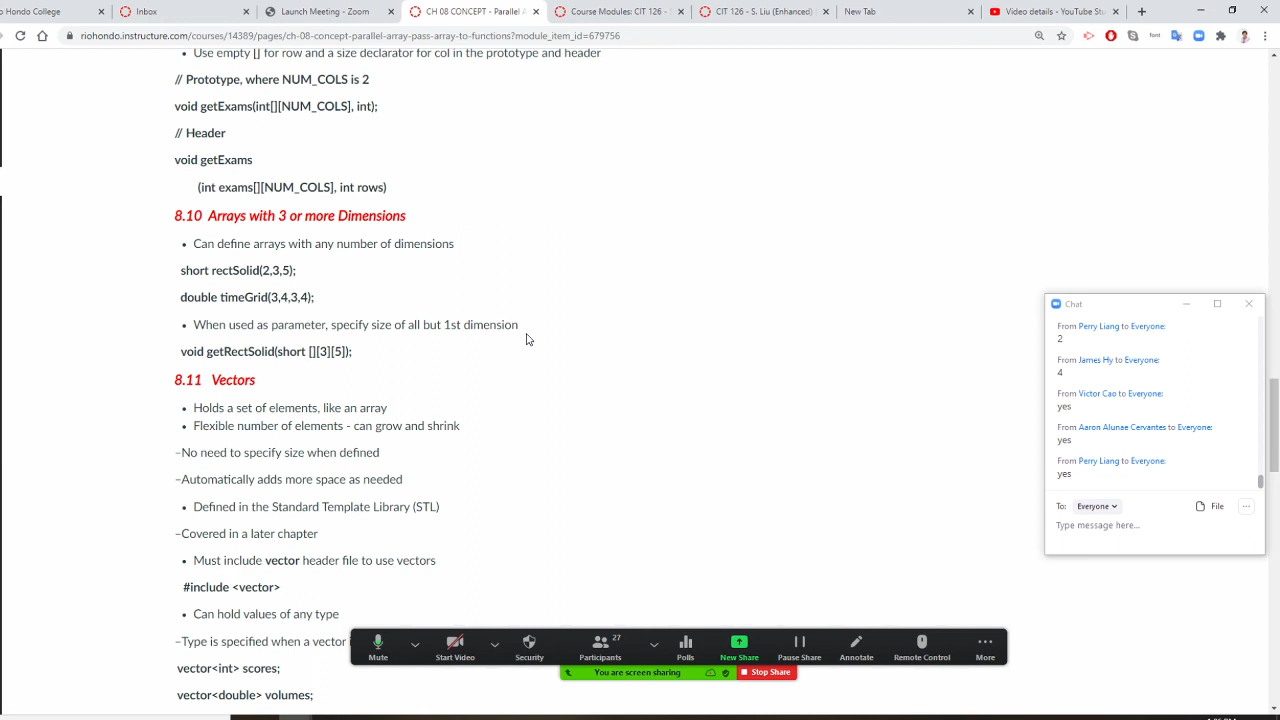 o Hondo College
Inbox
Launch Meeting - Zoom
CH 08 CONCEPT - Parallel A
Course Modules: CIT 126 -
CIT 126 - S. Liu (Enhanced)
New Tab
Video details - YouTube Stu
riohondo.instructure.com/courses/14389/pages/ch-08-concept-parallel-array-pass-array-to-functions?module_item_id=679756
• Use empty [] for row and a size declarator for col in the prototype and header
// Prototype, where NUM_COLS is 2
void getExams(int[][NUM_COLS], int);
// Header
void getExams
(int exams[][NUM_COLS], int rows)
8.10 Arrays with 3 or more Dimensions
• Can define arrays with any number of dimensions
short rectSolid(2,3,5);
double timeGrid(3,4,3,4);
• When used as parameter, specify size of all but 1st dimension
void getRectSolid(short [][3][5]);
8.11 Vectors
• Holds a set of elements, like an array
• Flexible number of elements - can grow and shrink
–No need to specify size when defined
–Automatically adds more space as needed
• Defined in the Standard Template Library (STL)
–Covered in a later chapter
• Must include vector header file to use vectors
#include <vector>
• Can hold values of any type
–Type is specified when a vector
vector<int> scores;
vector<double> volumes;
Chat
From Perry Liang to Everyone:
2
From James Hy to Everyone:
4
From Victor Cao to Everyone:
yes
From Aaron Alunae Cervantes to Everyone:
yes
From Perry Liang to Everyone:
yes
To: Everyone
File
Type message here...
Mute
Start Video
Security
Participants
27
Polls
New Share
Pause Share
Annotate
Remote Control
More
You are screen sharing
Stop Share